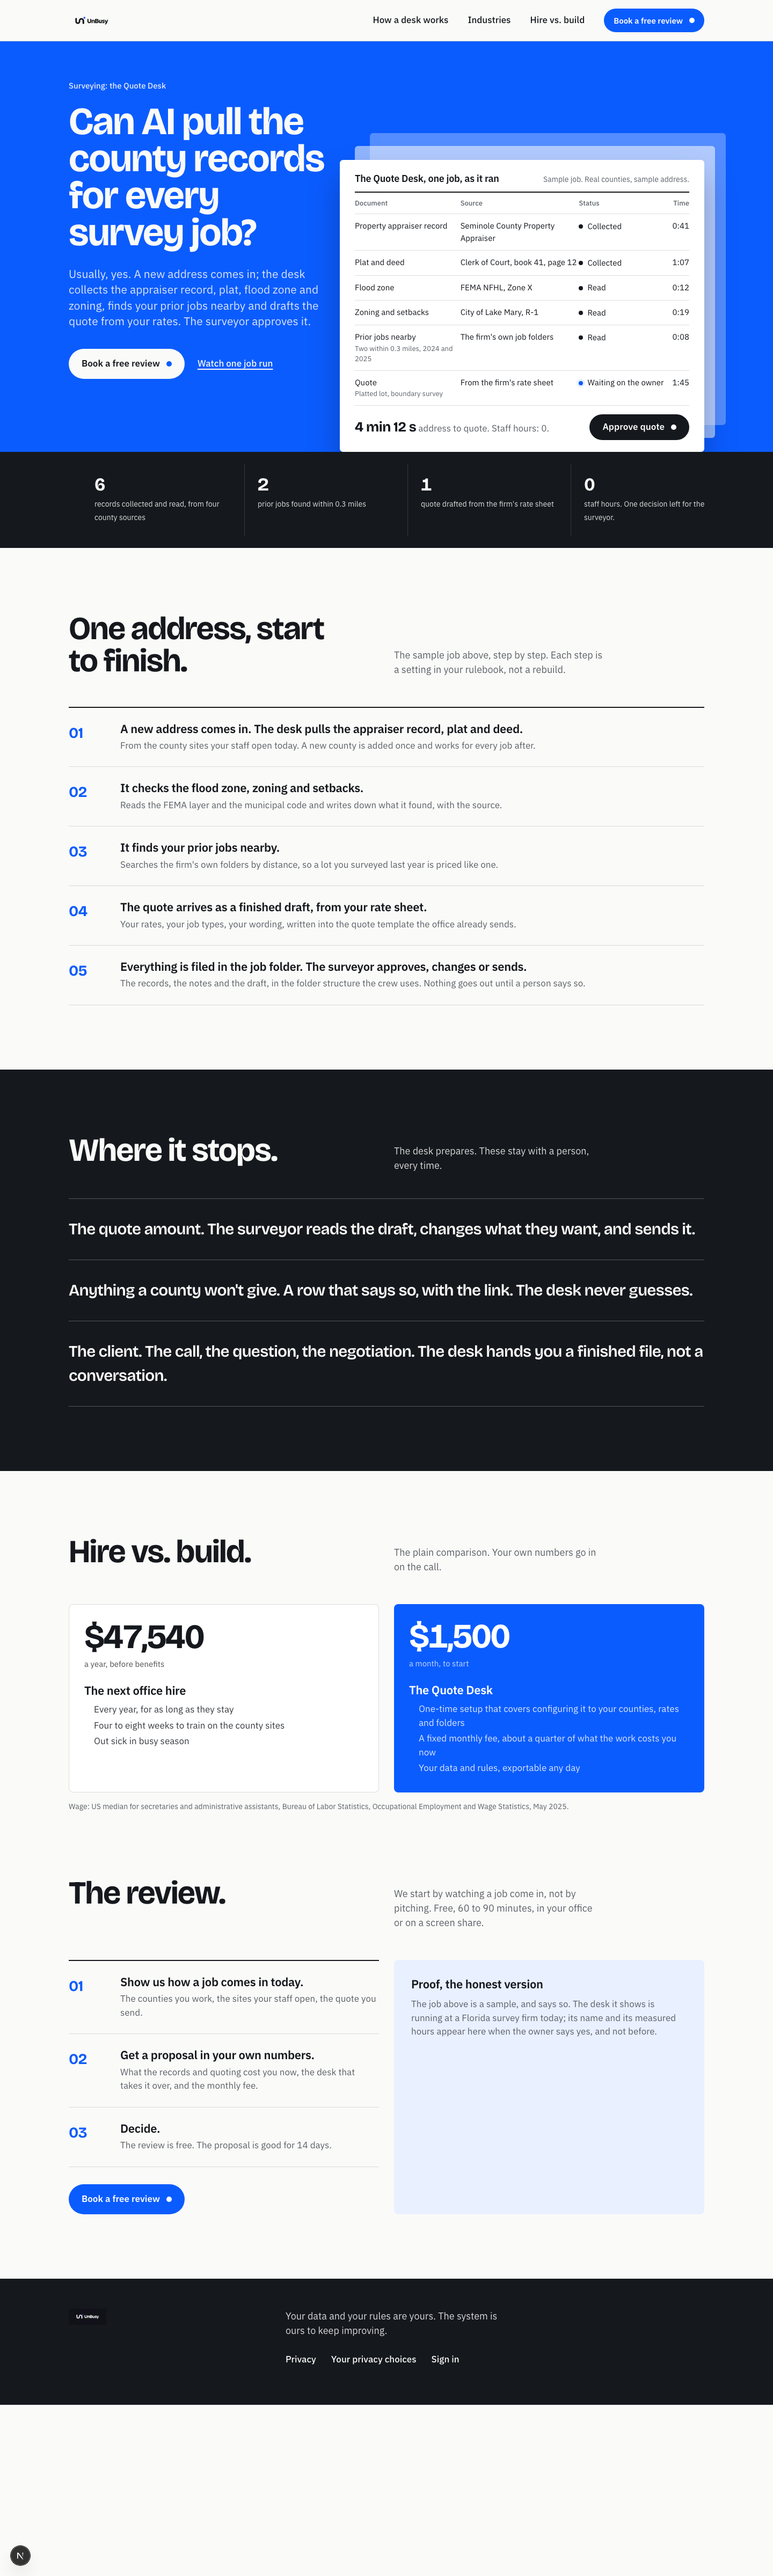 UnBusy
How a desk works
Industries
Hire vs. build
Book a free review
Surveying: the Quote Desk
Can AI pull the
county records
for every
survey job?
Usually, yes. A new address comes in; the desk
collects the appraiser record, plat, flood zone and
zoning, finds your prior jobs nearby and drafts the
quote from your rates. The surveyor approves it.
Book a free review
Watch one job run
The Quote Desk, one job, as it ran
Sample job. Real counties, sample address.
Document Source Status Time
Property appraiser record Seminole County Property Collected 0:41
Appraiser
Plat and deed Clerk of Court, book 41, page 12 Collected 1:07
Flood zone FEMA NFHL, Zone X Read 0:12
Zoning and setbacks City of Lake Mary, R-1 Read 0:19
Prior jobs nearby The firm's own job folders Read 0:08
Two within 0.3 miles, 2024 and
2025
Quote From the firm's rate sheet Waiting on the owner 1:45
Platted lot, boundary survey
4 min 12 s address to quote. Staff hours: 0.
Approve quote
6
records collected and read, from four
county sources
2
prior jobs found within 0.3 miles
1
quote drafted from the firm's rate sheet
0
staff hours. One decision left for the
surveyor.
One address, start
to finish.
The sample job above, step by step. Each step is
a setting in your rulebook, not a rebuild.
01
A new address comes in. The desk pulls the appraiser record, plat and deed.
From the county sites your staff open today. A new county is added once and works for every job after.
02
It checks the flood zone, zoning and setbacks.
Reads the FEMA layer and the municipal code and writes down what it found, with the source.
03
It finds your prior jobs nearby.
Searches the firm's own folders by distance, so a lot you surveyed last year is priced like one.
04
The quote arrives as a finished draft, from your rate sheet.
Your rates, your job types, your wording, written into the quote template the office already sends.
05
Everything is filed in the job folder. The surveyor approves, changes or sends.
The records, the notes and the draft, in the folder structure the crew uses. Nothing goes out until a person says so.
Where it stops.
The desk prepares. These stay with a person,
every time.
The quote amount. The surveyor reads the draft, changes what they want, and sends it.
Anything a county won't give. A row that says so, with the link. The desk never guesses.
The client. The call, the question, the negotiation. The desk hands you a finished file, not a
conversation.
Hire vs. build.
The plain comparison. Your own numbers go in
on the call.
$47,540
a year, before benefits
The next office hire
Every year, for as long as they stay
Four to eight weeks to train on the county sites
Out sick in busy season
$1,500
a month, to start
The Quote Desk
One-time setup that covers configuring it to your counties, rates
and folders
A fixed monthly fee, about a quarter of what the work costs you
now
Your data and rules, exportable any day
Wage: US median for secretaries and administrative assistants, Bureau of Labor Statistics, Occupational Employment and Wage Statistics, May 2025.
The review.
We start by watching a job come in, not by
pitching. Free, 60 to 90 minutes, in your office
or on a screen share.
01
Show us how a job comes in today.
The counties you work, the sites your staff open, the quote you
send.
02
Get a proposal in your own numbers.
What the records and quoting cost you now, the desk that
takes it over, and the monthly fee.
03
Decide.
The review is free. The proposal is good for 14 days.
Book a free review
Proof, the honest version
The job above is a sample, and says so. The desk it shows is
running at a Florida survey firm today; its name and its measured
hours appear here when the owner says yes, and not before.
UnBusy
Your data and your rules are yours. The system is
ours to keep improving.
Privacy
Your privacy choices
Sign in
N